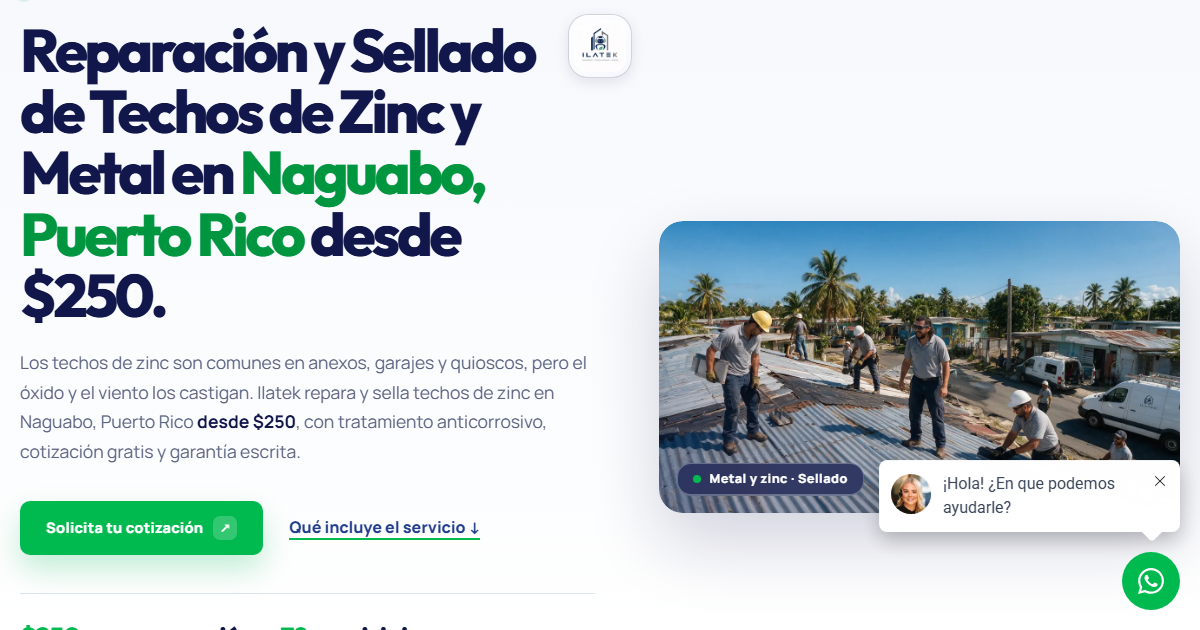 Reparación y Sellado
de Techos de Zinc y
Metal en Naguabo,
Puerto Rico desde
$250.
ILATEK
Los techos de zinc son comunes en anexos, garajes y quioscos, pero el
óxido y el viento los castigan. Ilatek repara y sella techos de zinc en
Naguabo, Puerto Rico desde $250, con tratamiento anticorrosivo,
cotización gratis y garantía escrita.
Solicita tu cotización ↗
Qué incluye el servicio ↓
Metal y zinc · Sellado
¡Hola! ¿En que podemos
ayudarle?